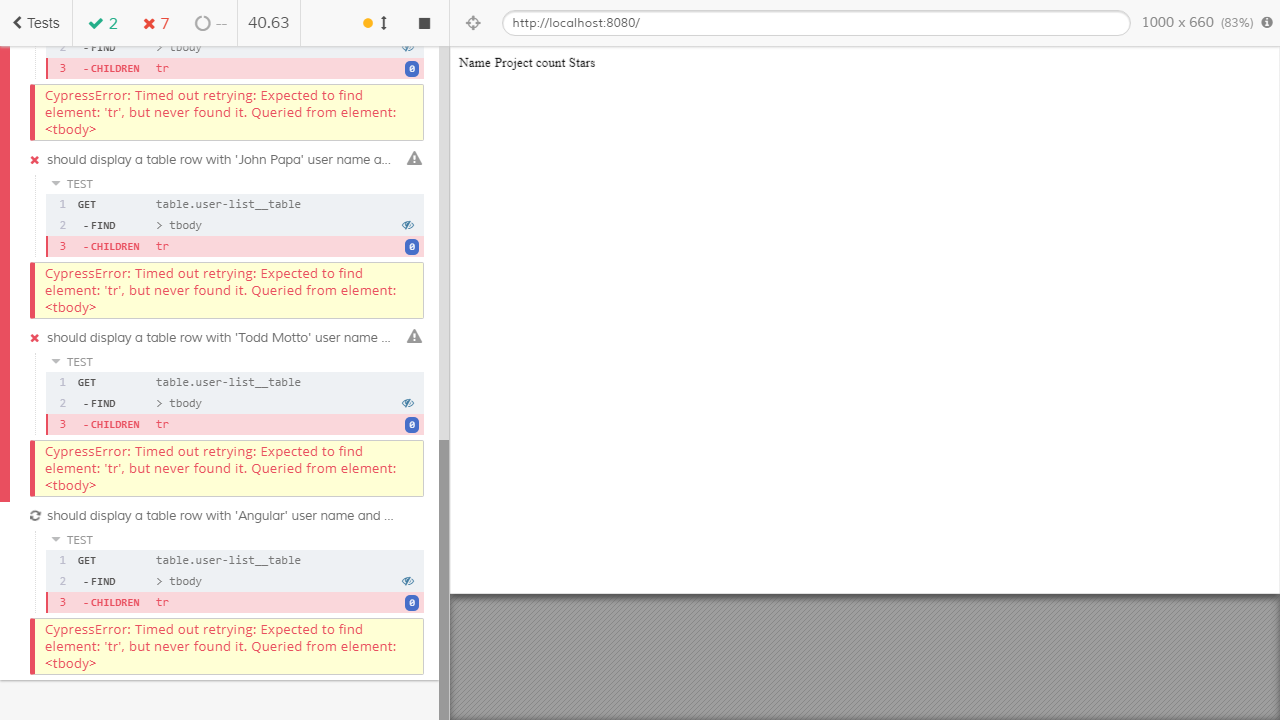 Tests 2 7 -- 40.63
http://localhost:8080/ 1000 x 660 (83%)
2 - FIND > tbody
3 - CHILDREN tr 0
CypressError: Timed out retrying: Expected to find
element: 'tr', but never found it. Queried from element:
<tbody>
should display a table row with 'John Papa' user name a...
TEST
1 GET table.user-list__table
2 - FIND > tbody
3 - CHILDREN tr 0
CypressError: Timed out retrying: Expected to find
element: 'tr', but never found it. Queried from element:
<tbody>
should display a table row with 'Todd Motto' user name ...
TEST
1 GET table.user-list__table
2 - FIND > tbody
3 - CHILDREN tr 0
CypressError: Timed out retrying: Expected to find
element: 'tr', but never found it. Queried from element:
<tbody>
should display a table row with 'Angular' user name and ...
TEST
1 GET table.user-list__table
2 - FIND > tbody
3 - CHILDREN tr 0
CypressError: Timed out retrying: Expected to find
element: 'tr', but never found it. Queried from element:
<tbody>
Name Project count Stars